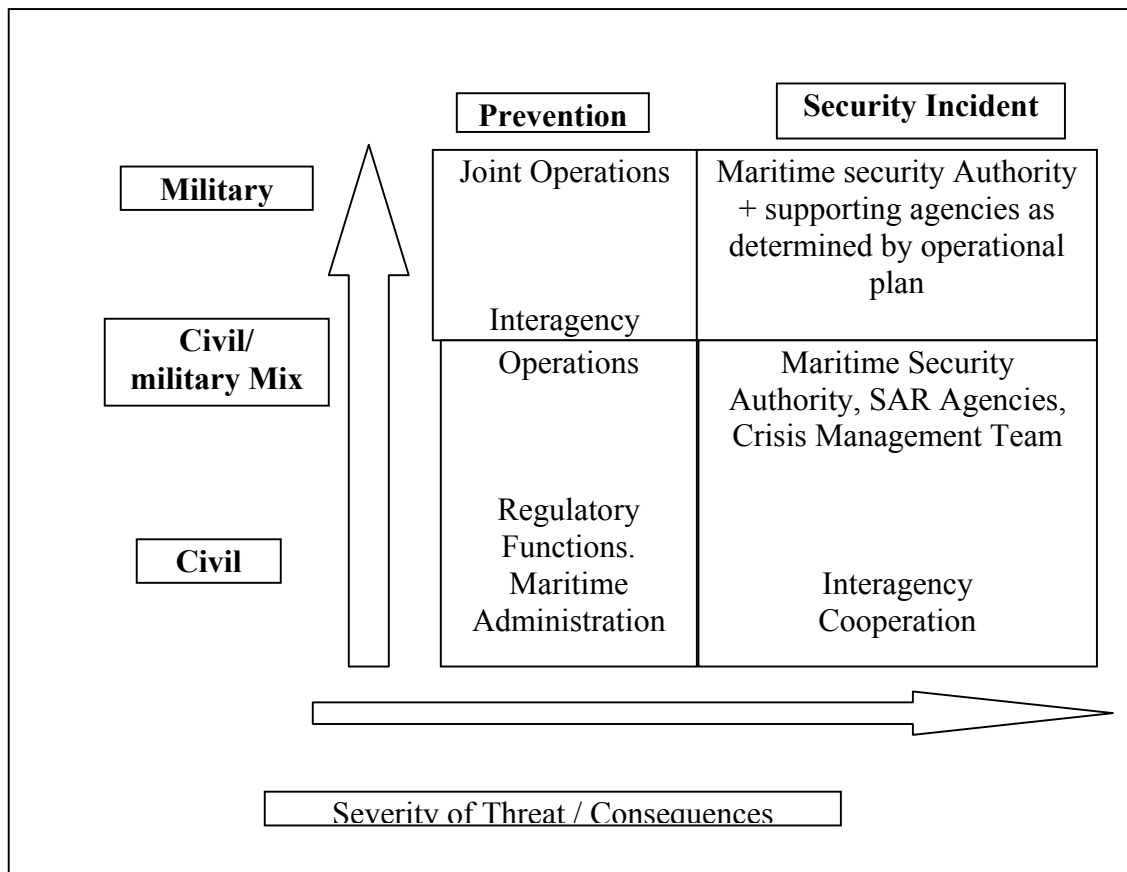 Prevention
Security Incident
Military
Civil/
military Mix
Civil
Joint Operations
Interagency
Operations
Regulatory
Functions.
Maritime
Administration
Maritime security Authority
+ supporting agencies as
determined by operational
plan
Maritime Security
Authority, SAR Agencies,
Crisis Management Team
Interagency
Cooperation
Severity of Threat / Consequences